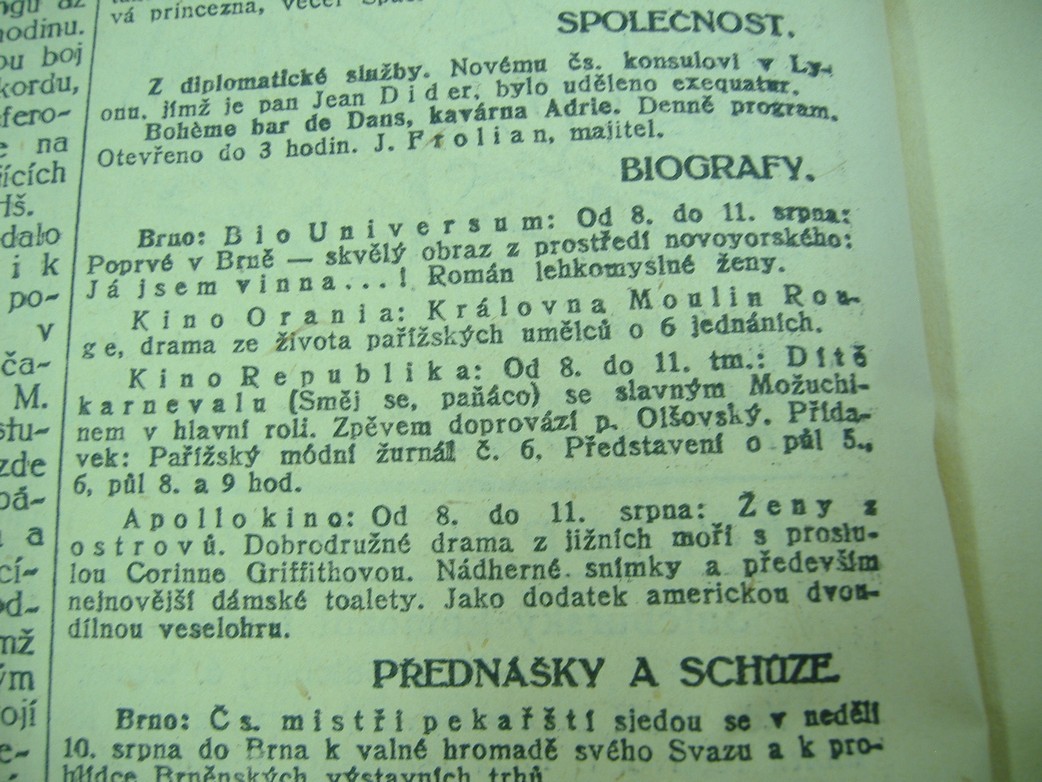 ngu až
hodinu.
ou boj
kordu,
fero-
e na
jících
Hš.
dalo
i k
po-
v
ča-
M.
stu-
zde
bá-
a
cí-
od-
mž
ým
ojí
e-
vá princezna, večer
SPOLEČNOST.
Z diplomatické služby. Novému čs. konsulovi v Ly-
onu, jímž je pan Jean Dider, bylo uděleno exequatur.
Bohème bar de Dans, kavárna Adrie. Denně program.
Otevřeno do 3 hodin. J. Frolian, majitel.
BIOGRAFY.
Brno: Bio Universum: Od 8. do 11. srpna:
Poprvé v Brně — skvělý obraz z prostředí novoyorského:
Já jsem vinna...! Román lehkomyslné ženy.
Kino Orania: Královna Moulin Rou-
ge, drama ze života pařížských umělců o 6 jednáních.
Kino Republika: Od 8. do 11. tm.: Dítě
karnevalu (Směj se, paňáco) se slavným Možuchi-
nem v hlavní roli. Zpěvem doprovází p. Olšovský. Přída-
vek: Pařížský módní žurnál č. 6. Představení o půl 5.,
6, půl 8. a 9 hod.
Apollokino: Od 8. do 11. srpna: Ženy z
ostrovů. Dobrodružné drama z jižních moří s proslu-
lou Corinne Griffithovou. Nádherné snímky a především
nejnovější dámské toalety. Jako dodatek americkou dvou-
dílnou veselohru.
PŘEDNÁŠKY A SCHŮZE.
Brno: Čs. mistři pekařští sjedou se v neděli
10. srpna do Brna k valné hromadě svého Svazu a k pro-
hlídce Brněnských výstavních trhů